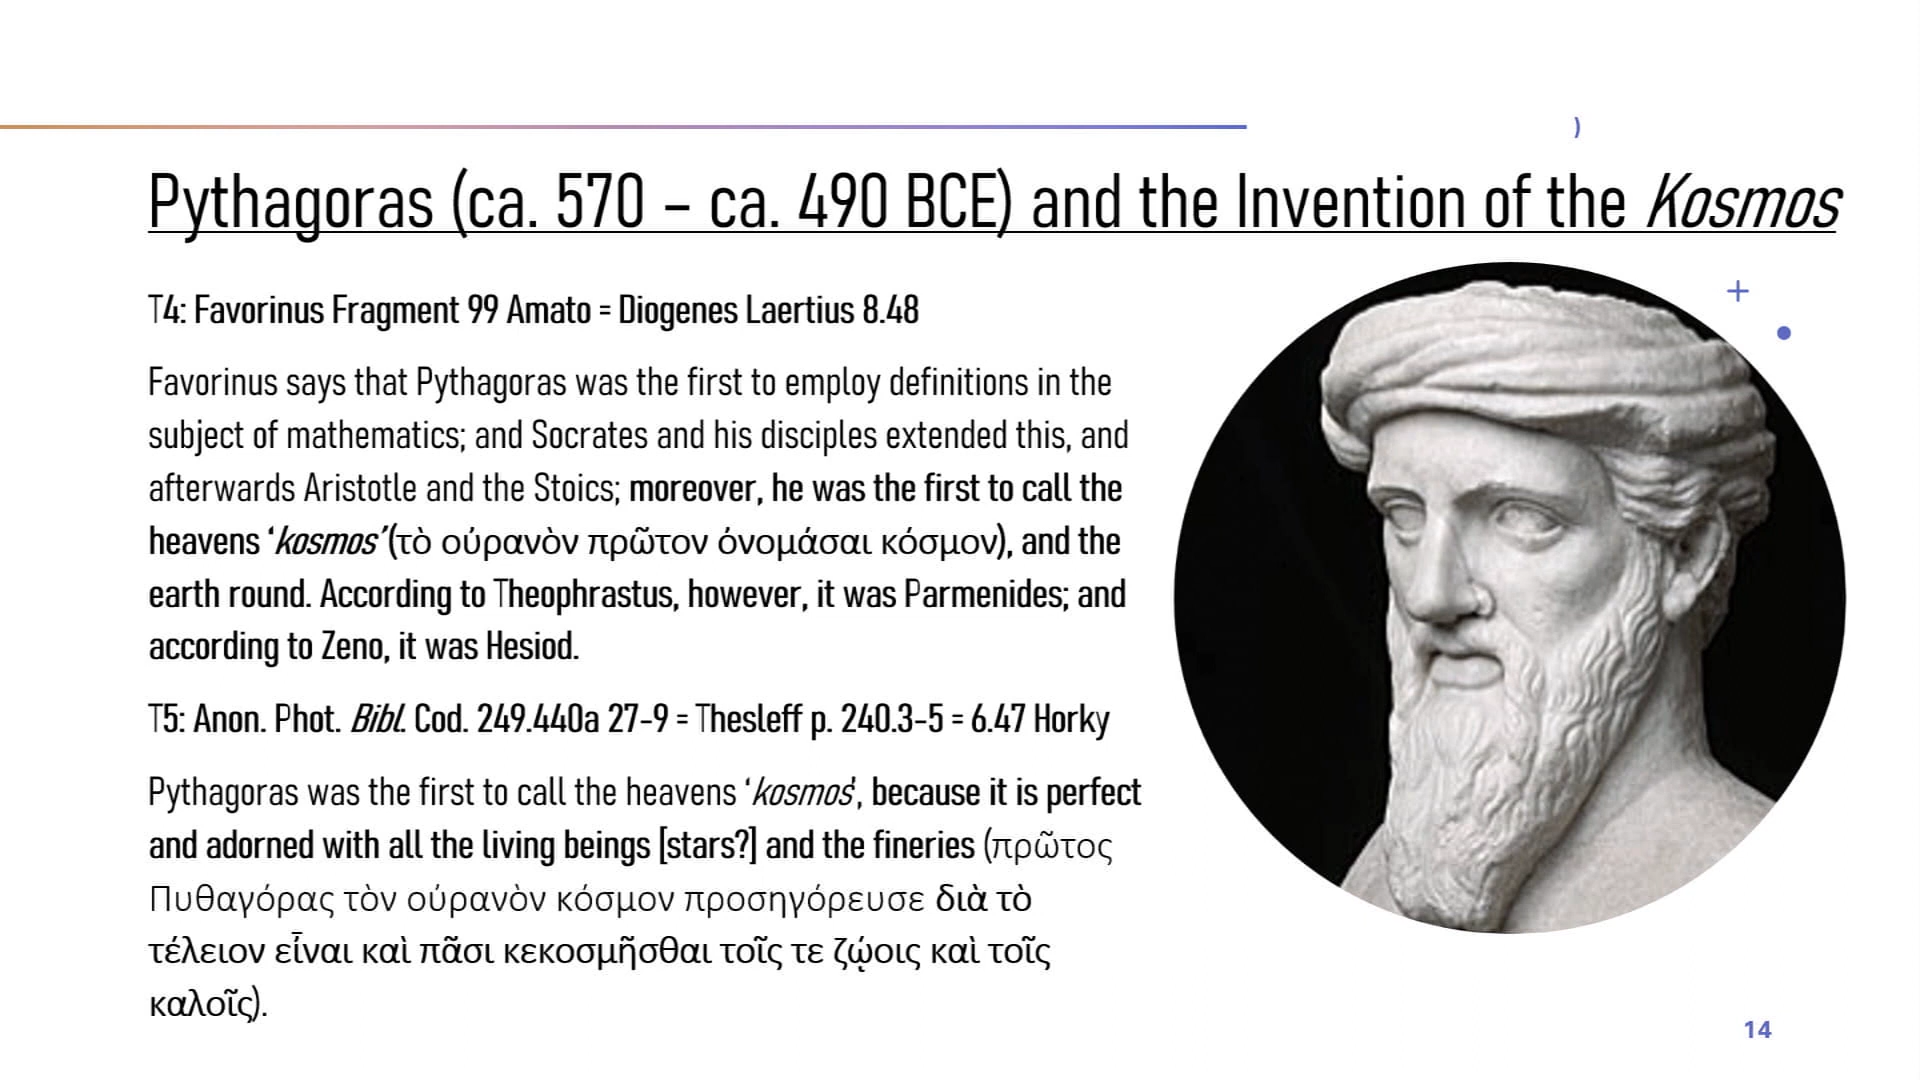 Pythagoras (ca. 570 – ca. 490 BCE) and the Invention of the Kosmos
T4: Favorinus Fragment 99 Amato = Diogenes Laertius 8.48
Favorinus says that Pythagoras was the first to employ definitions in the
subject of mathematics; and Socrates and his disciples extended this, and
afterwards Aristotle and the Stoics; moreover, he was the first to call the
heavens ‘kosmos’ (τὸ οὐρανὸν πρῶτον ὀνομάσαι κόσμον), and the
earth round. According to Theophrastus, however, it was Parmenides; and
according to Zeno, it was Hesiod.
T5: Anon. Phot. Bibl. Cod. 249.440a 27-9 = Thesleff p. 240.3-5 = 6.47 Horky
Pythagoras was the first to call the heavens ‘kosmos’, because it is perfect
and adorned with all the living beings [stars?] and the fineries (πρῶτος
Πυθαγόρας τὸν οὐρανὸν κόσμον προσηγόρευσε διὰ τὸ
τέλειον εἶναι καὶ πᾶσι κεκοσμῆσθαι τοῖς τε ζῴοις καὶ τοῖς
καλοῖς).
14